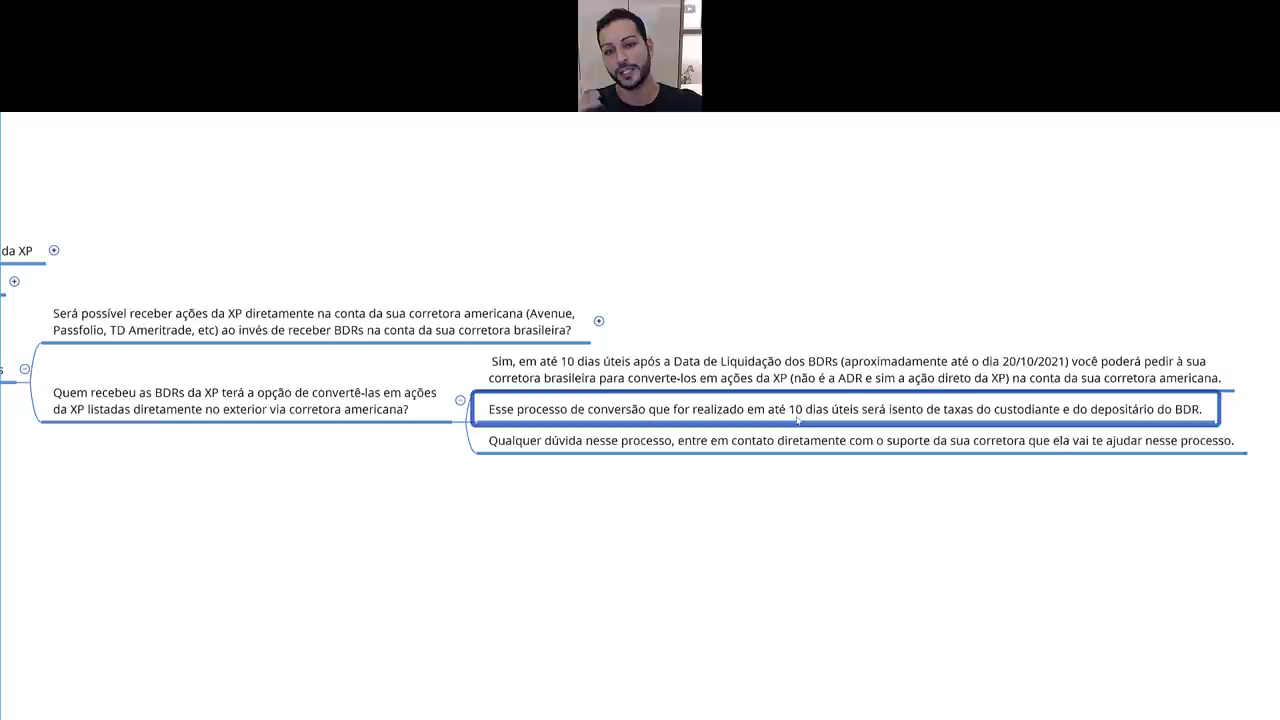 da XP
Será possível receber ações da XP diretamente na conta da sua corretora americana (Avenue,
Passfolio, TD Ameritrade, etc) ao invés de receber BDRs na conta da sua corretora brasileira?
s
Quem recebeu as BDRs da XP terá a opção de convertê-las em ações
da XP listadas diretamente no exterior via corretora americana?
Sim, em até 10 dias úteis após a Data de Liquidação dos BDRs (aproximadamente até o dia 20/10/2021) você poderá pedir à sua
corretora brasileira para converte-los em ações da XP (não é a ADR e sim a ação direto da XP) na conta da sua corretora americana.
Esse processo de conversão que for realizado em até 10 dias úteis será isento de taxas do custodiante e do depositário do BDR.
Qualquer dúvida nesse processo, entre em contato diretamente com o suporte da sua corretora que ela vai te ajudar nesse processo.